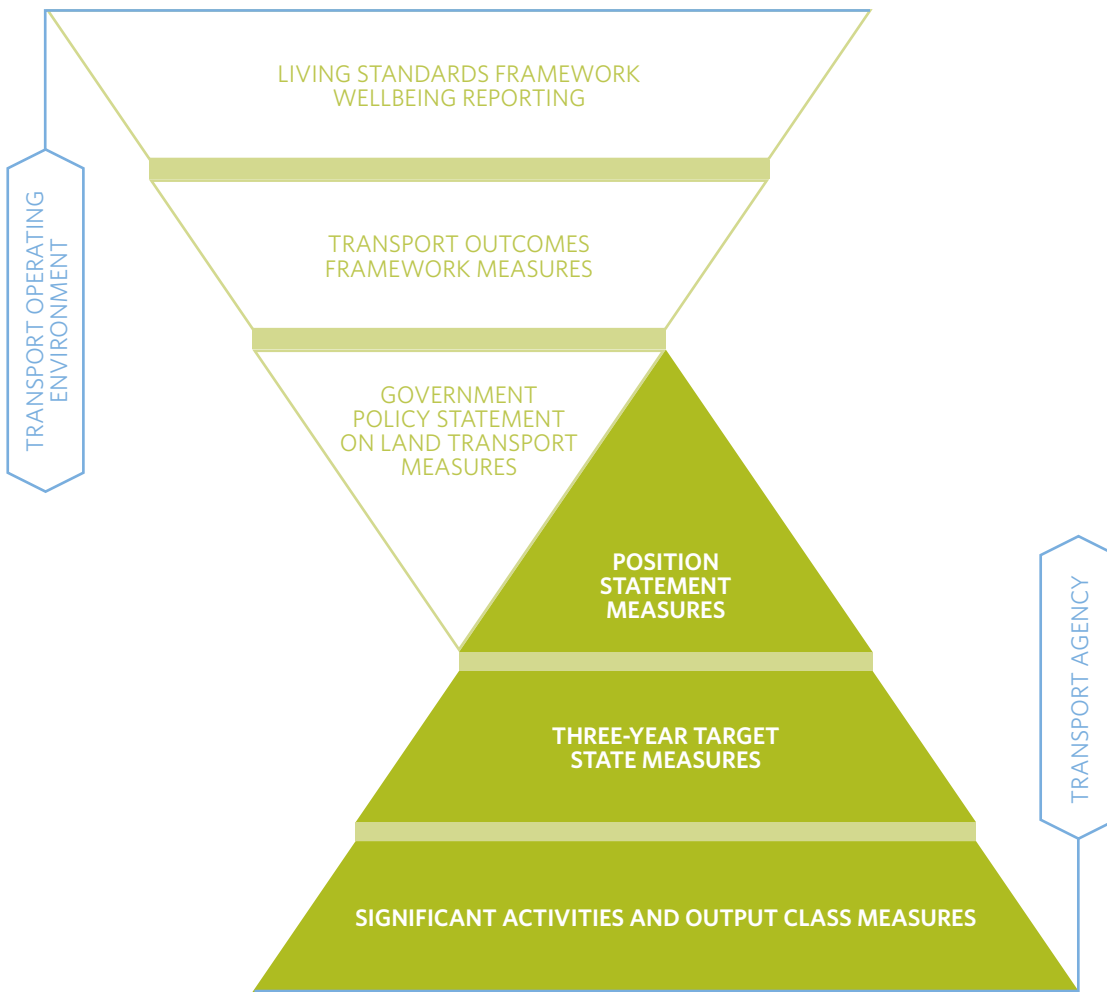 LIVING STANDARDS FRAMEWORK
WELLBEING REPORTING
TRANSPORT OPERATING
ENVIRONMENT
TRANSPORT OUTCOMES
FRAMEWORK MEASURES
GOVERNMENT
POLICY STATEMENT
ON LAND TRANSPORT
MEASURES
POSITION
STATEMENT
MEASURES
TRANSPORT AGENCY
THREE-YEAR TARGET
STATE MEASURES
SIGNIFICANT ACTIVITIES AND OUTPUT CLASS MEASURES